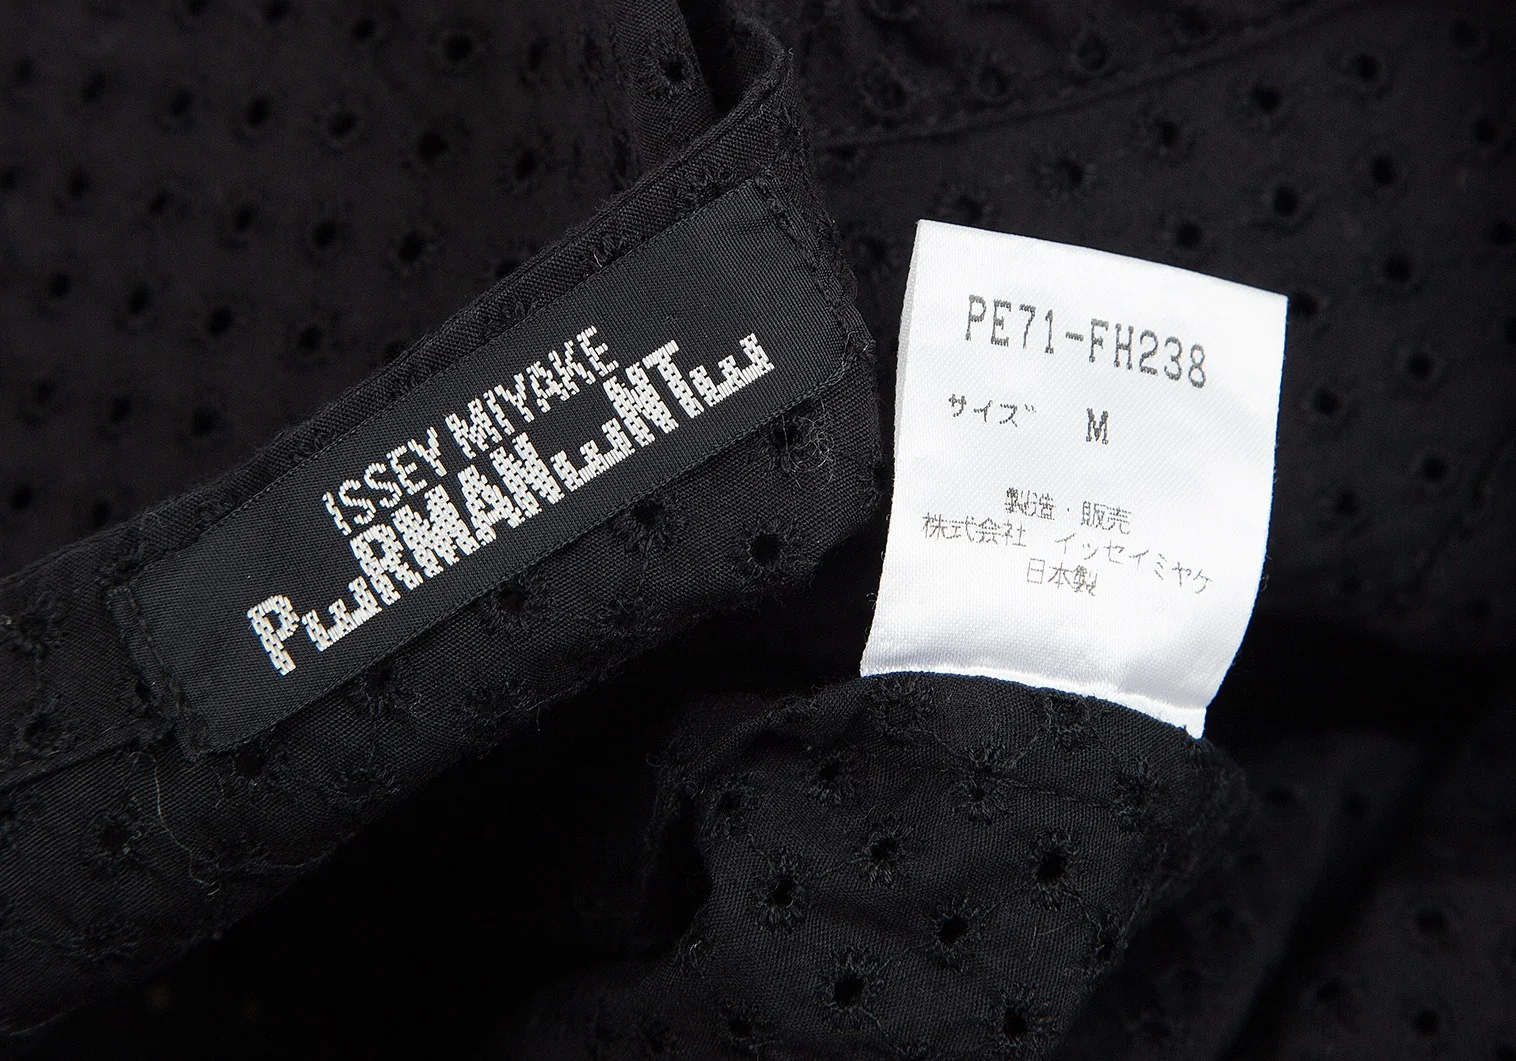 ISSEY MIYAKE
PERMANENTE
PE71-FH238
サイズ M
製造・販売
株式会社 イッセイミヤケ
日本製